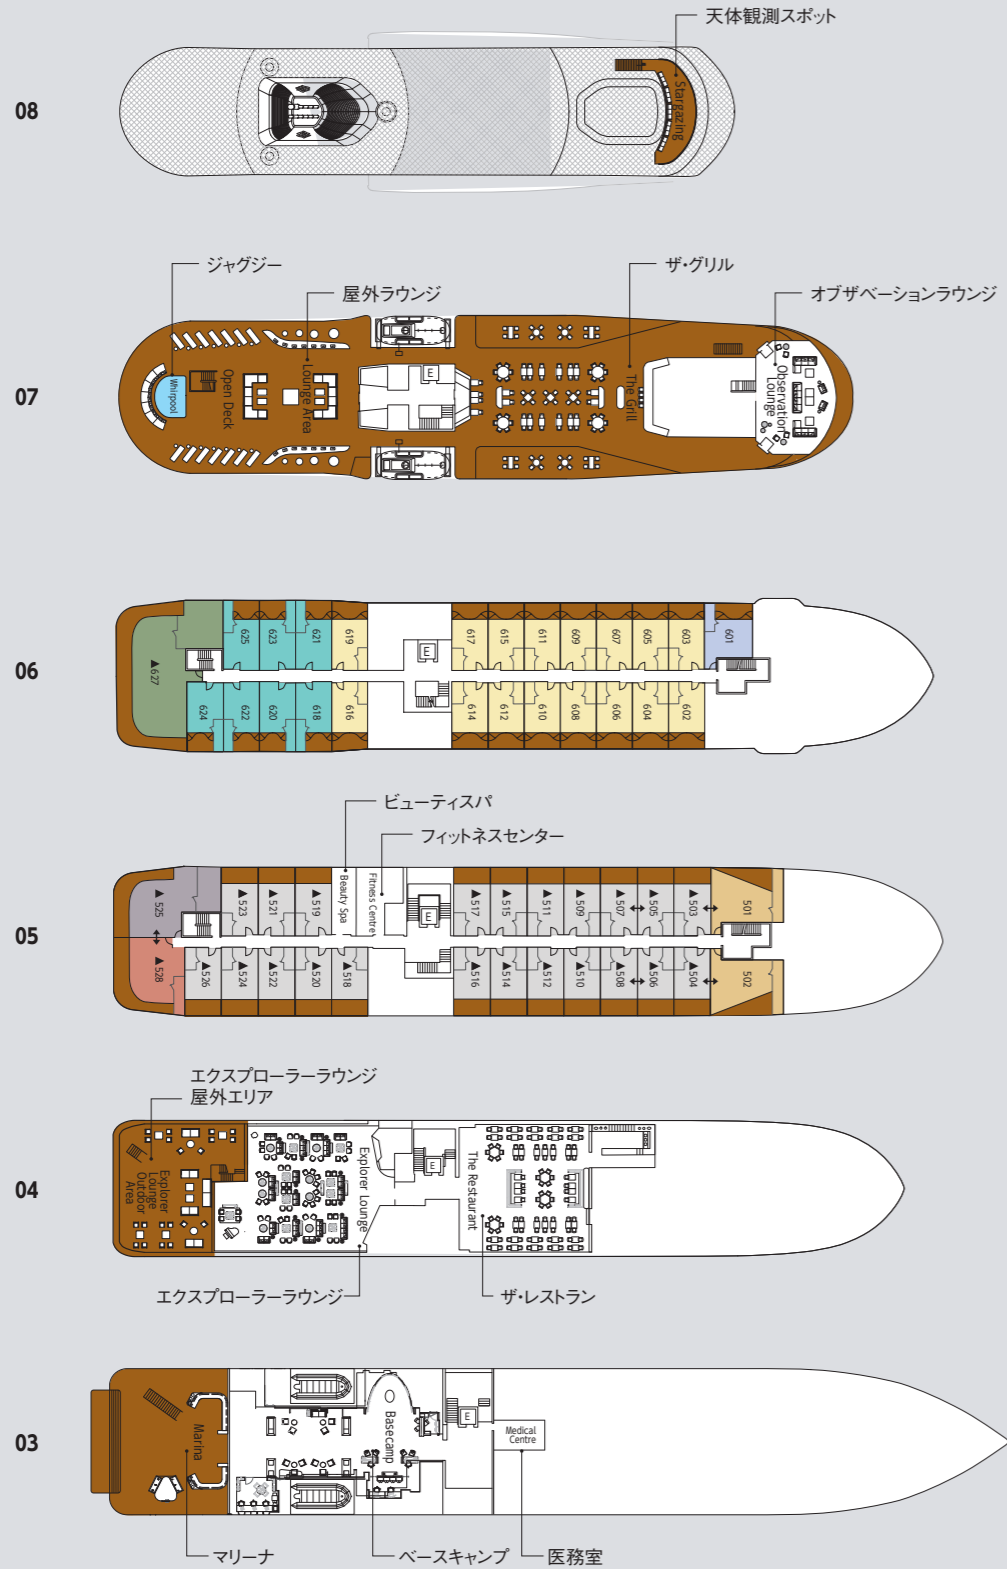 天体観測スポット
08
Stargazing
ジャグジー
屋外ラウンジ
ザ・グリル
オブザベーションラウンジ
07
Whirpool
Open Deck
Lounge Area
E
The Grill
Observation
Lounge
06
625
623
621
619
617
615
611
609
607
605
603
601
E
▲627
624
622
620
618
616
614
612
610
608
606
604
602
ビューティスパ
フィットネスセンター
05
▲525
▲523
▲521
▲519
Beauty Spa
Fitness Centre
E
▲517
▲515
▲511
▲509
▲507
▲505
▲503
501
▲528
▲526
▲524
▲522
▲520
▲518
▲516
▲514
▲512
▲510
▲508
▲506
▲504
502
エクスプローラーラウンジ
屋外エリア
04
Explorer
Lounge
Outdoor
Area
Explorer Lounge
E
The Restaurant
エクスプローラーラウンジ
ザ・レストラン
03
Marina
Basecamp
E
Medical
Centre
マリーナ
ベースキャンプ
医務室